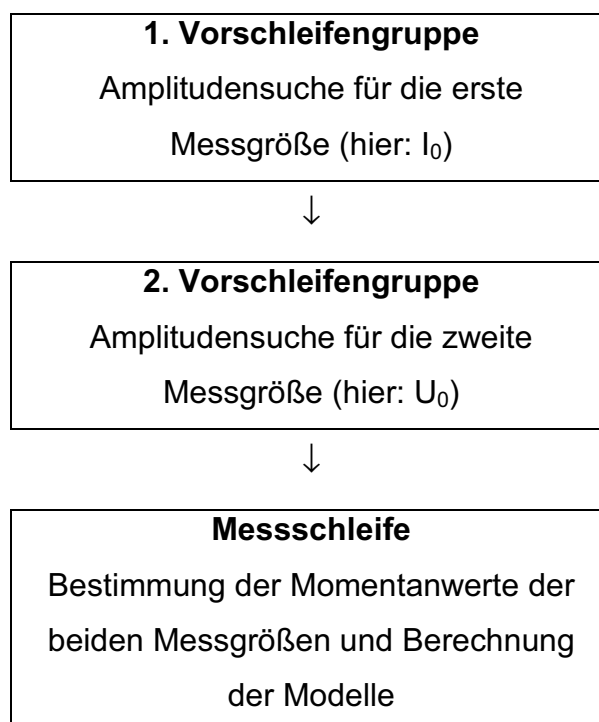 1. Vorschleifengruppe
Amplitudensuche für die erste
Messgröße (hier: I₀)
↓
2. Vorschleifengruppe
Amplitudensuche für die zweite
Messgröße (hier: U₀)
↓
Messschleife
Bestimmung der Momentanwerte der
beiden Messgrößen und Berechnung
der Modelle